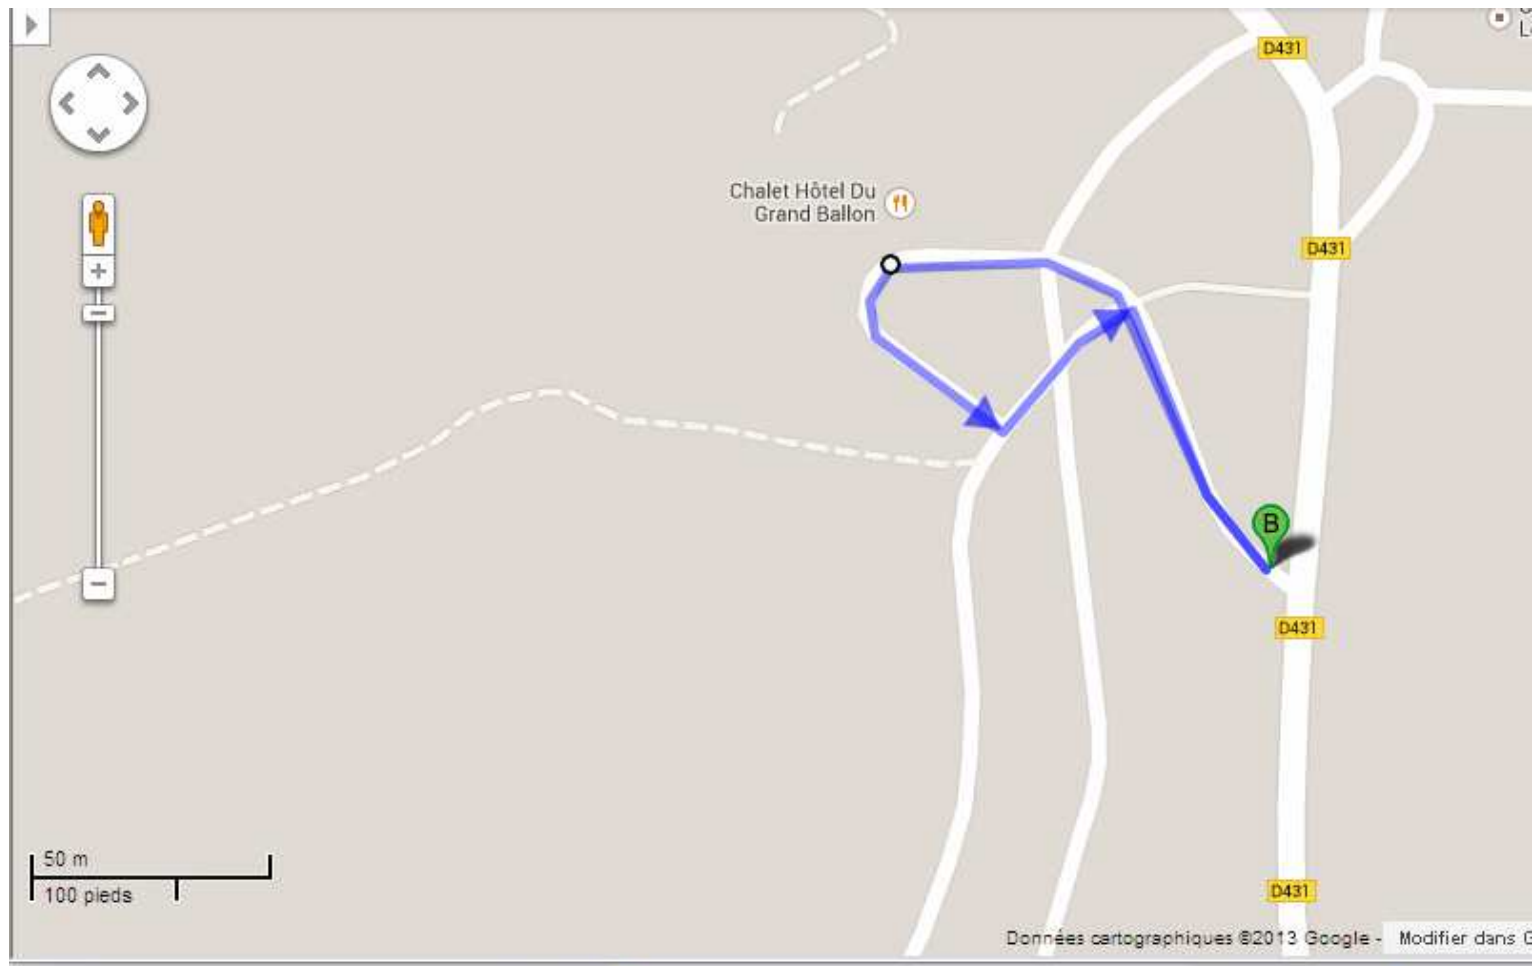 D431
Chalet Hôtel Du
Grand Ballon
D431
B
D431
50 m
100 pieds
D431
Données cartographiques ©2013 Google - Modifier dans